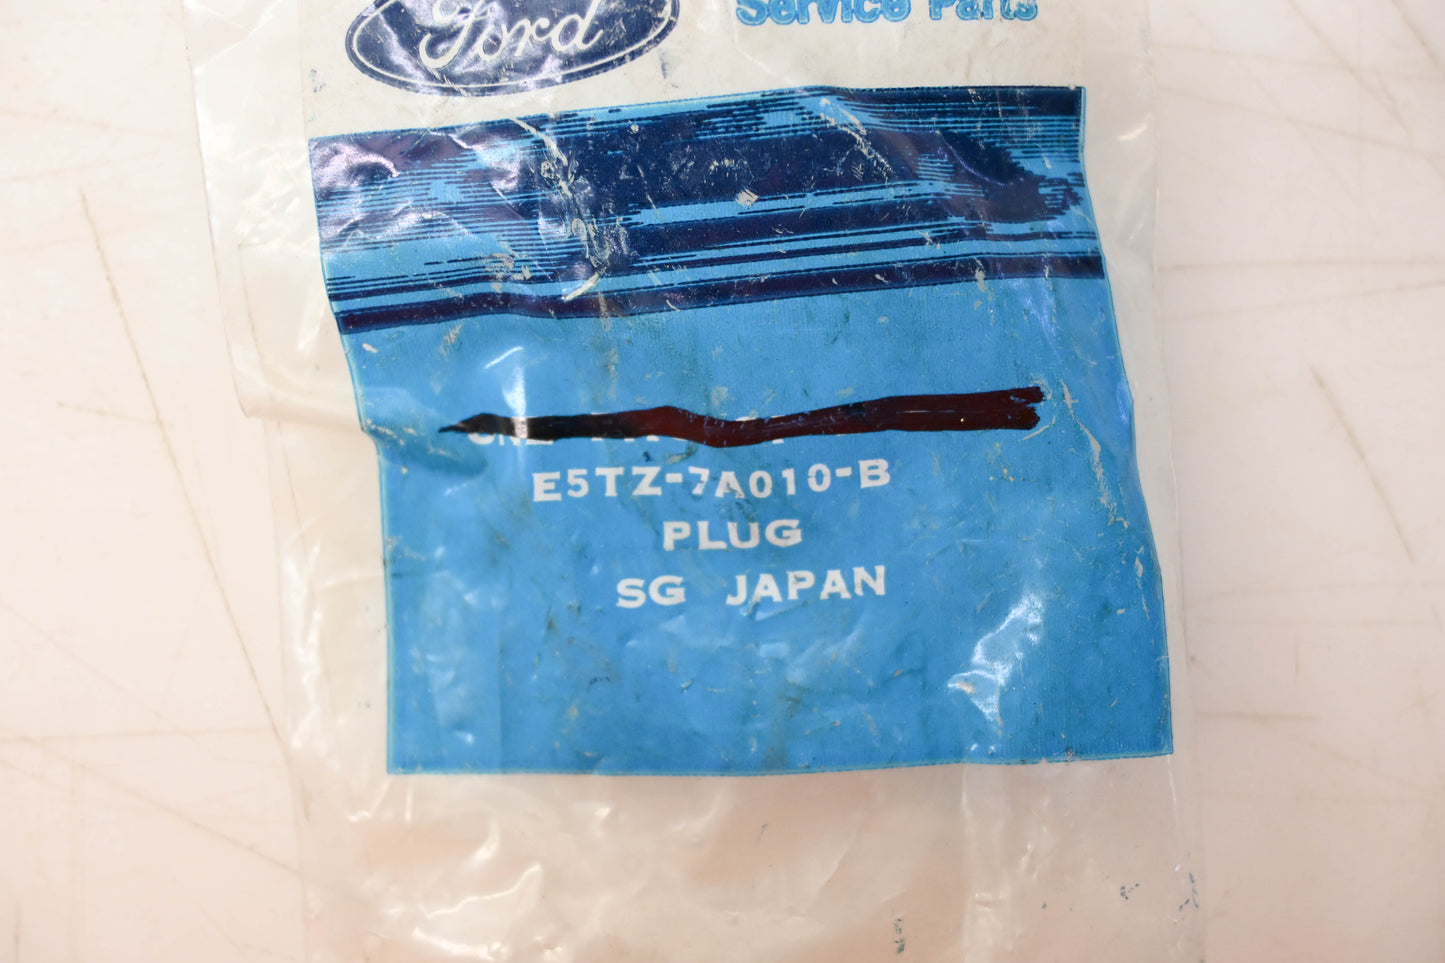 Ford
Service Parts
E5TZ-7A010-B
PLUG
SG JAPAN